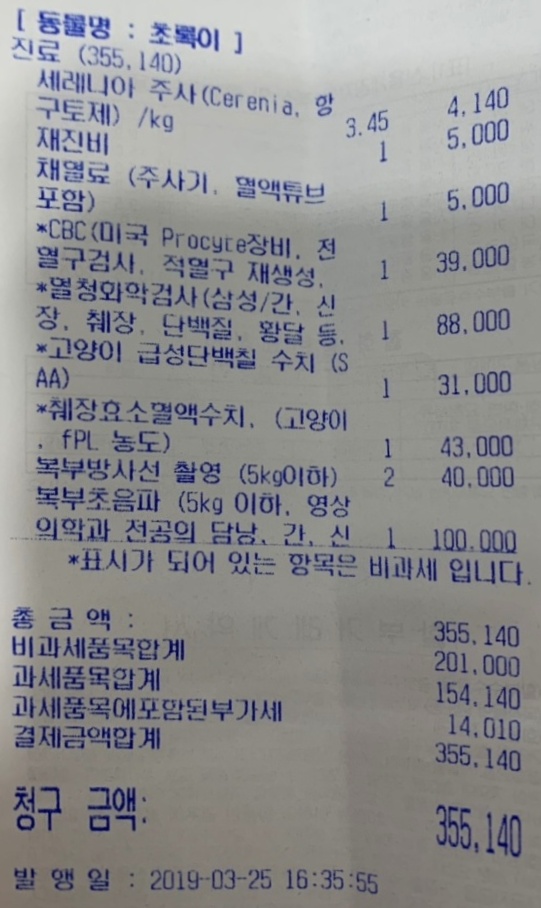 [ 동물명 : 초록이 ]
진료 (355,140)
세레니아 주사(Cerenia, 항
구토제) /kg 3.45 4,140
재진비 1 5,000
채혈료 (주사기, 혈액튜브
포함) 1 5,000
*CBC(미국 Procyte장비, 전
혈구검사, 적혈구 재생성, 1 39,000
*혈청화학검사(삼성/간, 신
장, 췌장, 단백질, 황달 등, 1 88,000
*고양이 급성단백질 수치 (S
AA) 1 31,000
*췌장효소혈액수치, (고양이
, fPL 농도) 1 43,000
복부방사선 촬영 (5kg이하) 2 40,000
복부초음파 (5kg 이하, 영상
의학과 전공의 담낭, 간, 신 1 100,000
*표시가 되어 있는 항목은 비과세 입니다.
총 금 액 : 355,140
비과세품목합계 201,000
과세품목합계 154,140
과세품목에포함된부가세 14,010
결제금액합계 355,140
청구 금액: 355,140
발 행 일 : 2019-03-25 16:35:55